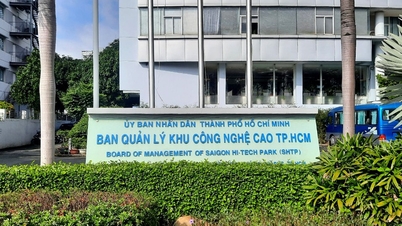 ỦY BAN NHÂN DÂN THÀNH PHỐ HỒ CHÍ MINH
BAN QUẢN LÝ KHU CÔNG NGHỆ CAO TP.HCM
BOARD OF MANAGEMENT OF SAIGON HI-TECH PARK (SHTP)